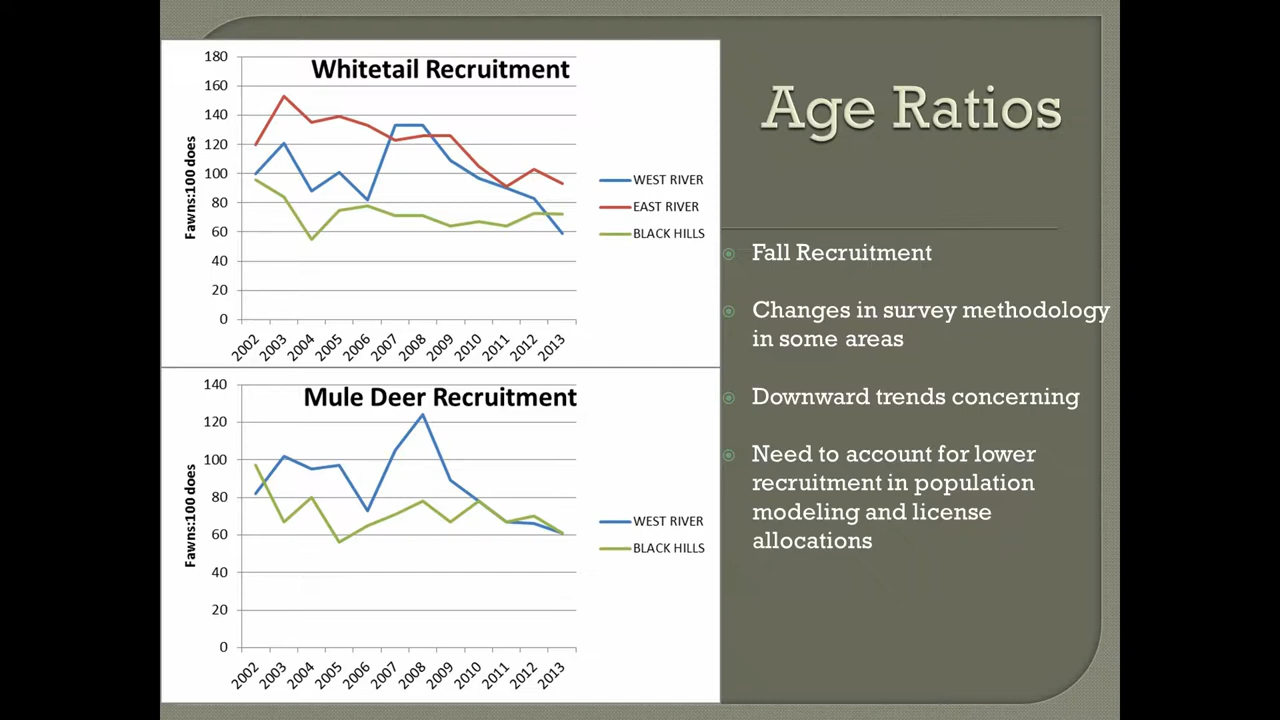 Age Ratios
Whitetail Recruitment
Fawns:100 does
180
160
140
120
100
80
60
40
20
0
2002
2003
2004
2005
2006
2007
2008
2009
2010
2011
2012
2013
WEST RIVER
EAST RIVER
BLACK HILLS
Mule Deer Recruitment
Fawns:100 does
140
120
100
80
60
40
20
0
2002
2003
2004
2005
2006
2007
2008
2009
2010
2011
2012
2013
WEST RIVER
BLACK HILLS
Fall Recruitment
Changes in survey methodology
in some areas
Downward trends concerning
Need to account for lower
recruitment in population
modeling and license
allocations